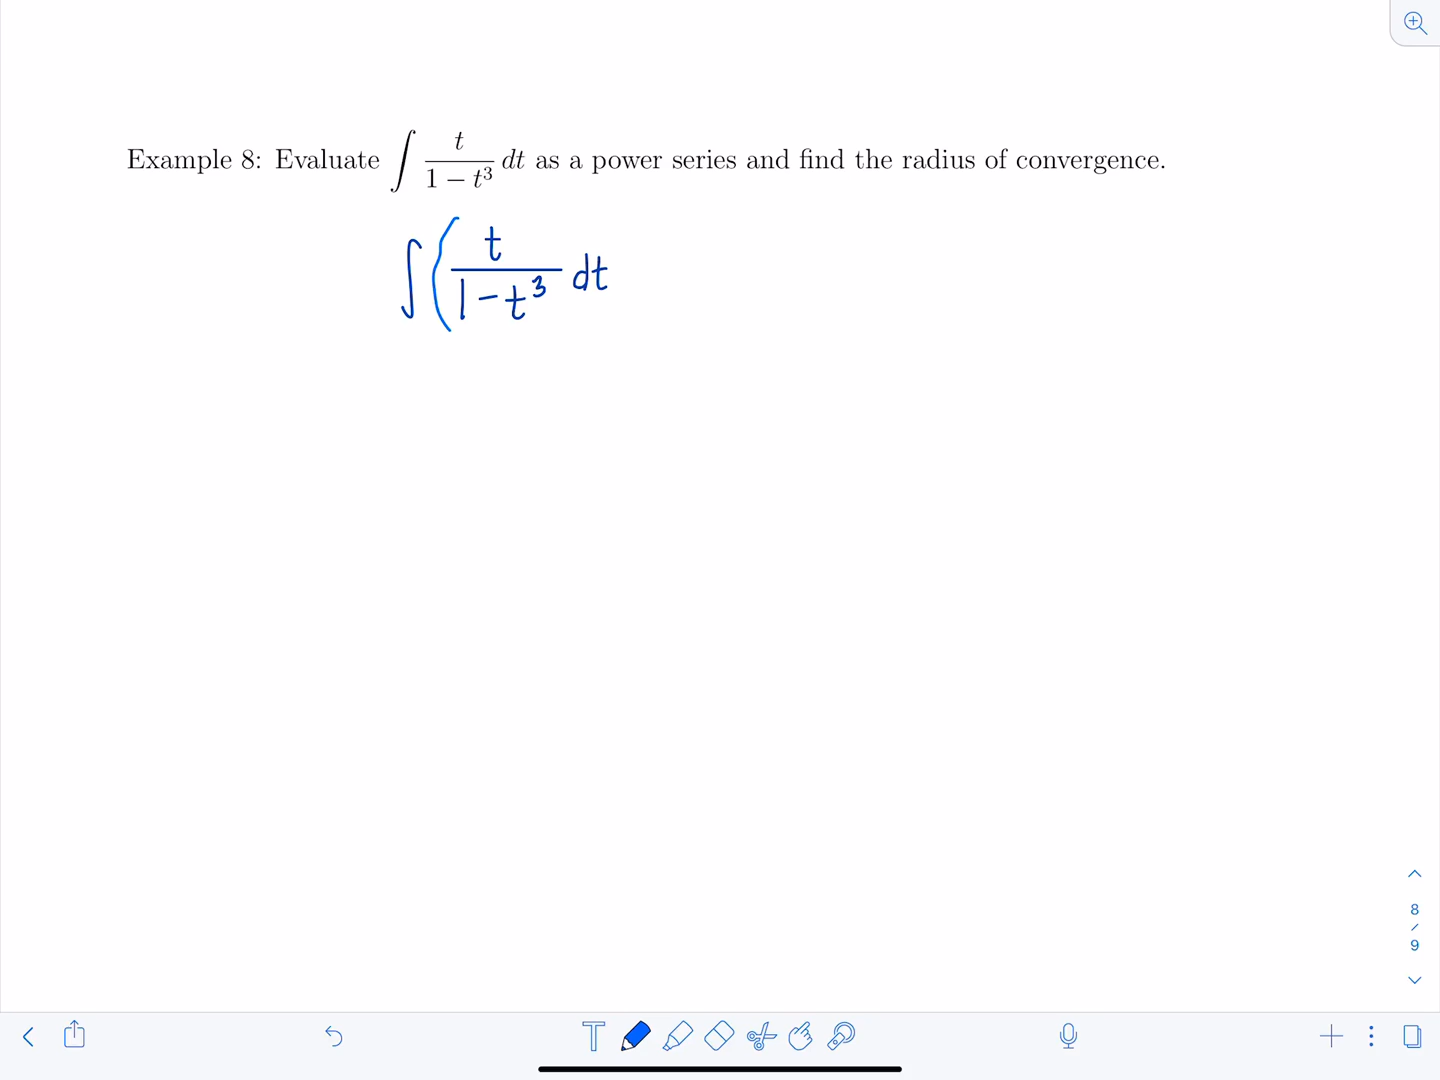 Example 8: Evaluate ∫ t/(1 − t³) dt as a power series and find the radius of convergence.
∫ ( t/(1−t³) dt
8
/
9
T